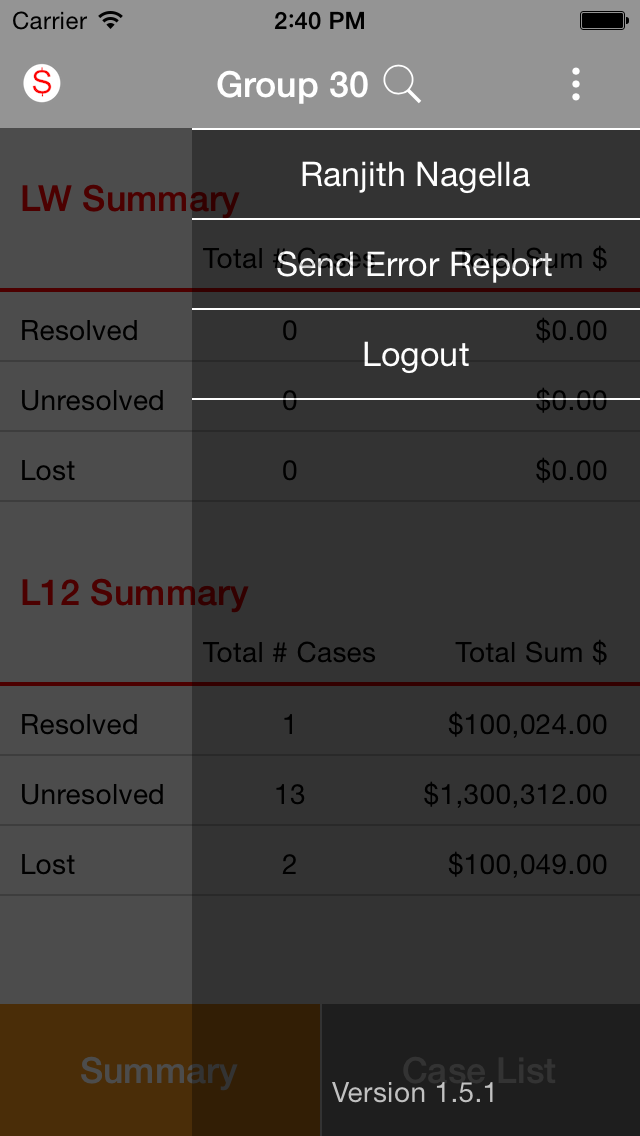 Carrier 2:40 PM
$ Group 30
Ranjith Nagella
LW Summary
Send Error Report
Total # Cases Total Sum $
Resolved 0 $0.00
Logout
Unresolved 0 $0.00
Lost 0 $0.00
L12 Summary
Total # Cases Total Sum $
Resolved 1 $100,024.00
Unresolved 13 $1,300,312.00
Lost 2 $100,049.00
Summary Case List
Version 1.5.1